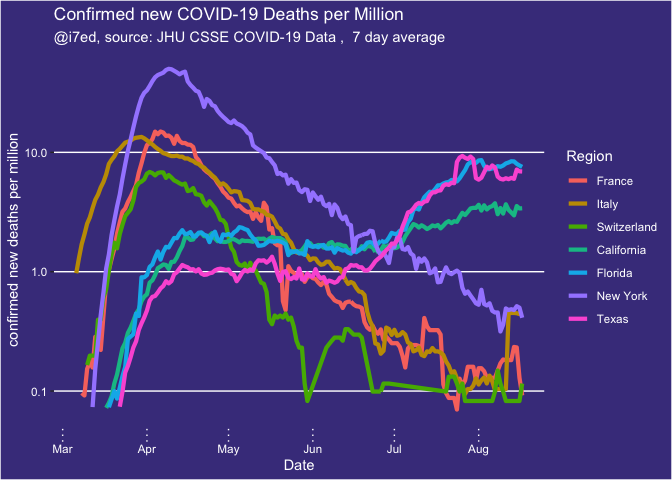 Confirmed new COVID-19 Deaths per Million
@i7ed, source: JHU CSSE COVID-19 Data , 7 day average
confirmed new deaths per million
10.0
1.0
0.1
Mar
Apr
May
Jun
Jul
Aug
Date
Region
France
Italy
Switzerland
California
Florida
New York
Texas